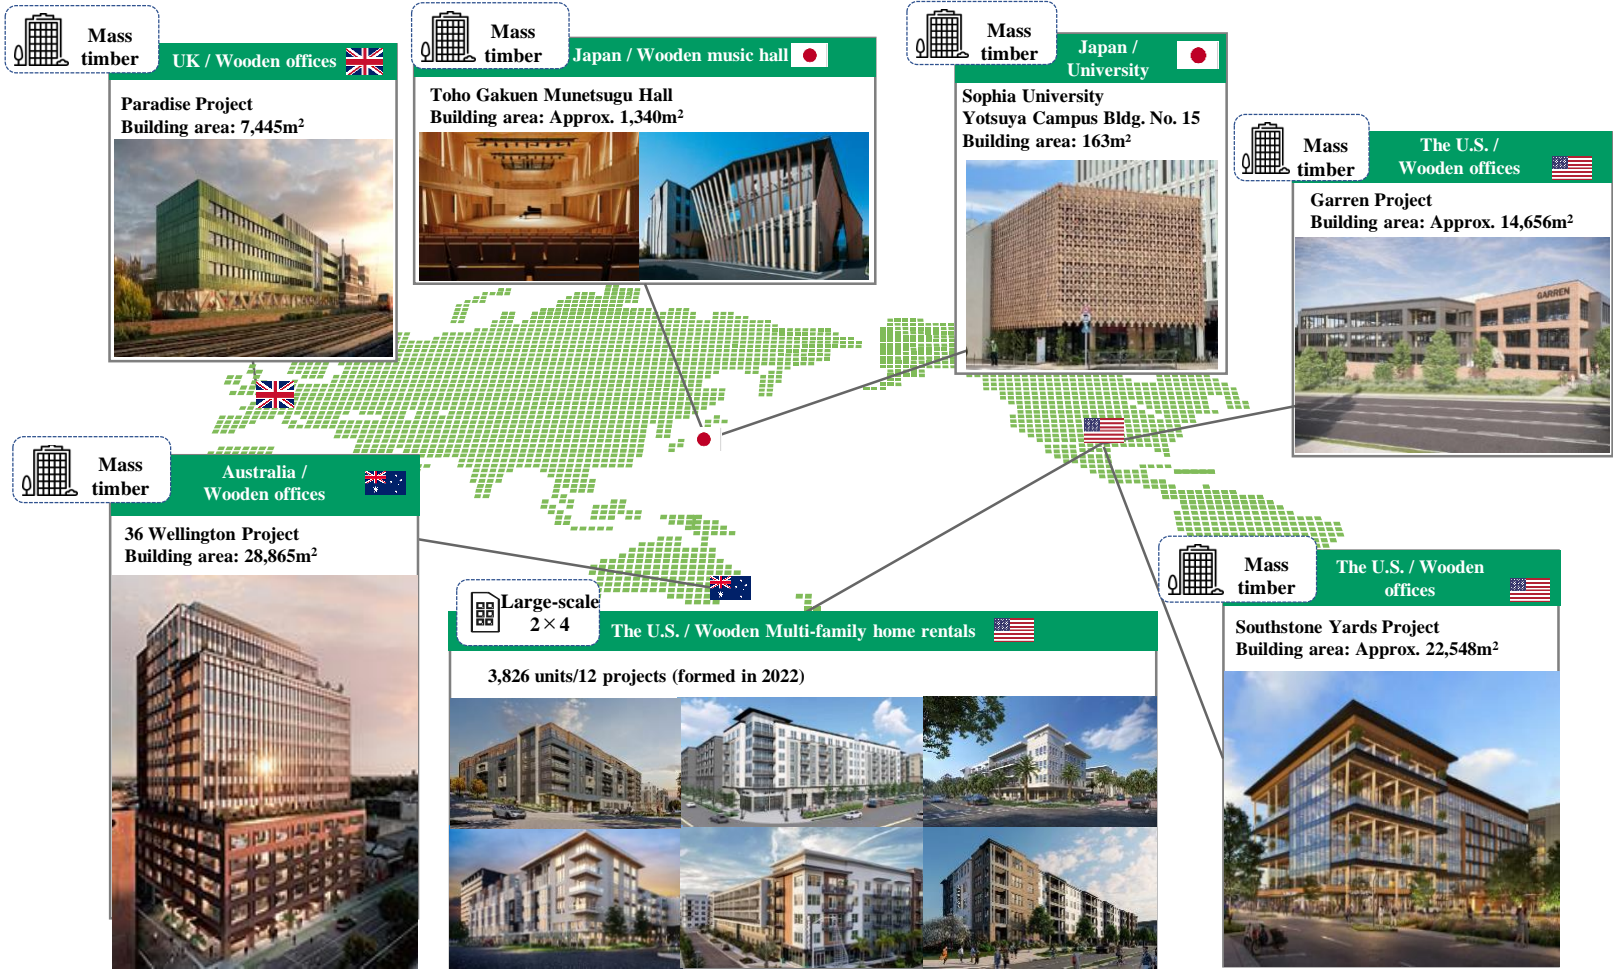 Mass
timber
UK / Wooden offices
Paradise Project
Building area: 7,445m²
Mass
timber
Japan / Wooden music hall
Toho Gakuen Munetsugu Hall
Building area: Approx. 1,340m²
Mass
timber
Japan /
University
Sophia University
Yotsuya Campus Bldg. No. 15
Building area: 163m²
Mass
timber
The U.S. /
Wooden offices
Garren Project
Building area: Approx. 14,656m²
GARREN
Mass
timber
Australia /
Wooden offices
36 Wellington Project
Building area: 28,865m²
Large-scale
2×4
The U.S. / Wooden Multi-family home rentals
3,826 units/12 projects (formed in 2022)
Mass
timber
The U.S. / Wooden
offices
Southstone Yards Project
Building area: Approx. 22,548m²